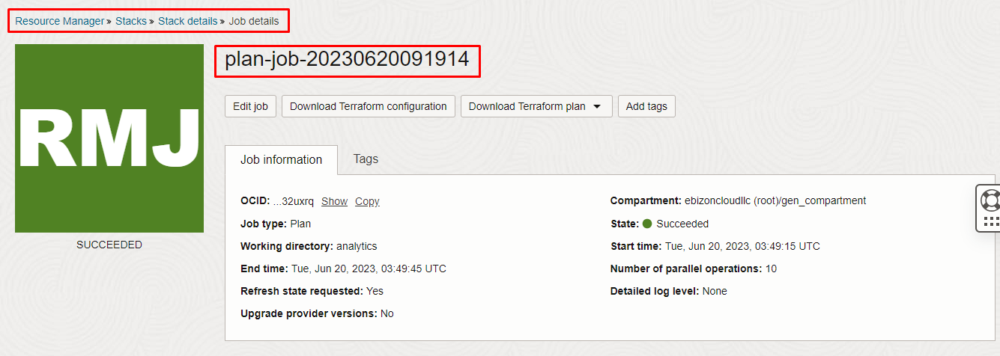 Resource Manager » Stacks » Stack details » Job details
RMJ
SUCCEEDED
plan-job-20230620091914
Edit job
Download Terraform configuration
Download Terraform plan
Add tags
Job information
Tags
OCID: ...32uxrq Show Copy
Compartment: ebizoncloudllc (root)/gen_compartment
Job type: Plan
State: Succeeded
Working directory: analytics
Start time: Tue, Jun 20, 2023, 03:49:15 UTC
End time: Tue, Jun 20, 2023, 03:49:45 UTC
Number of parallel operations: 10
Refresh state requested: Yes
Detailed log level: None
Upgrade provider versions: No